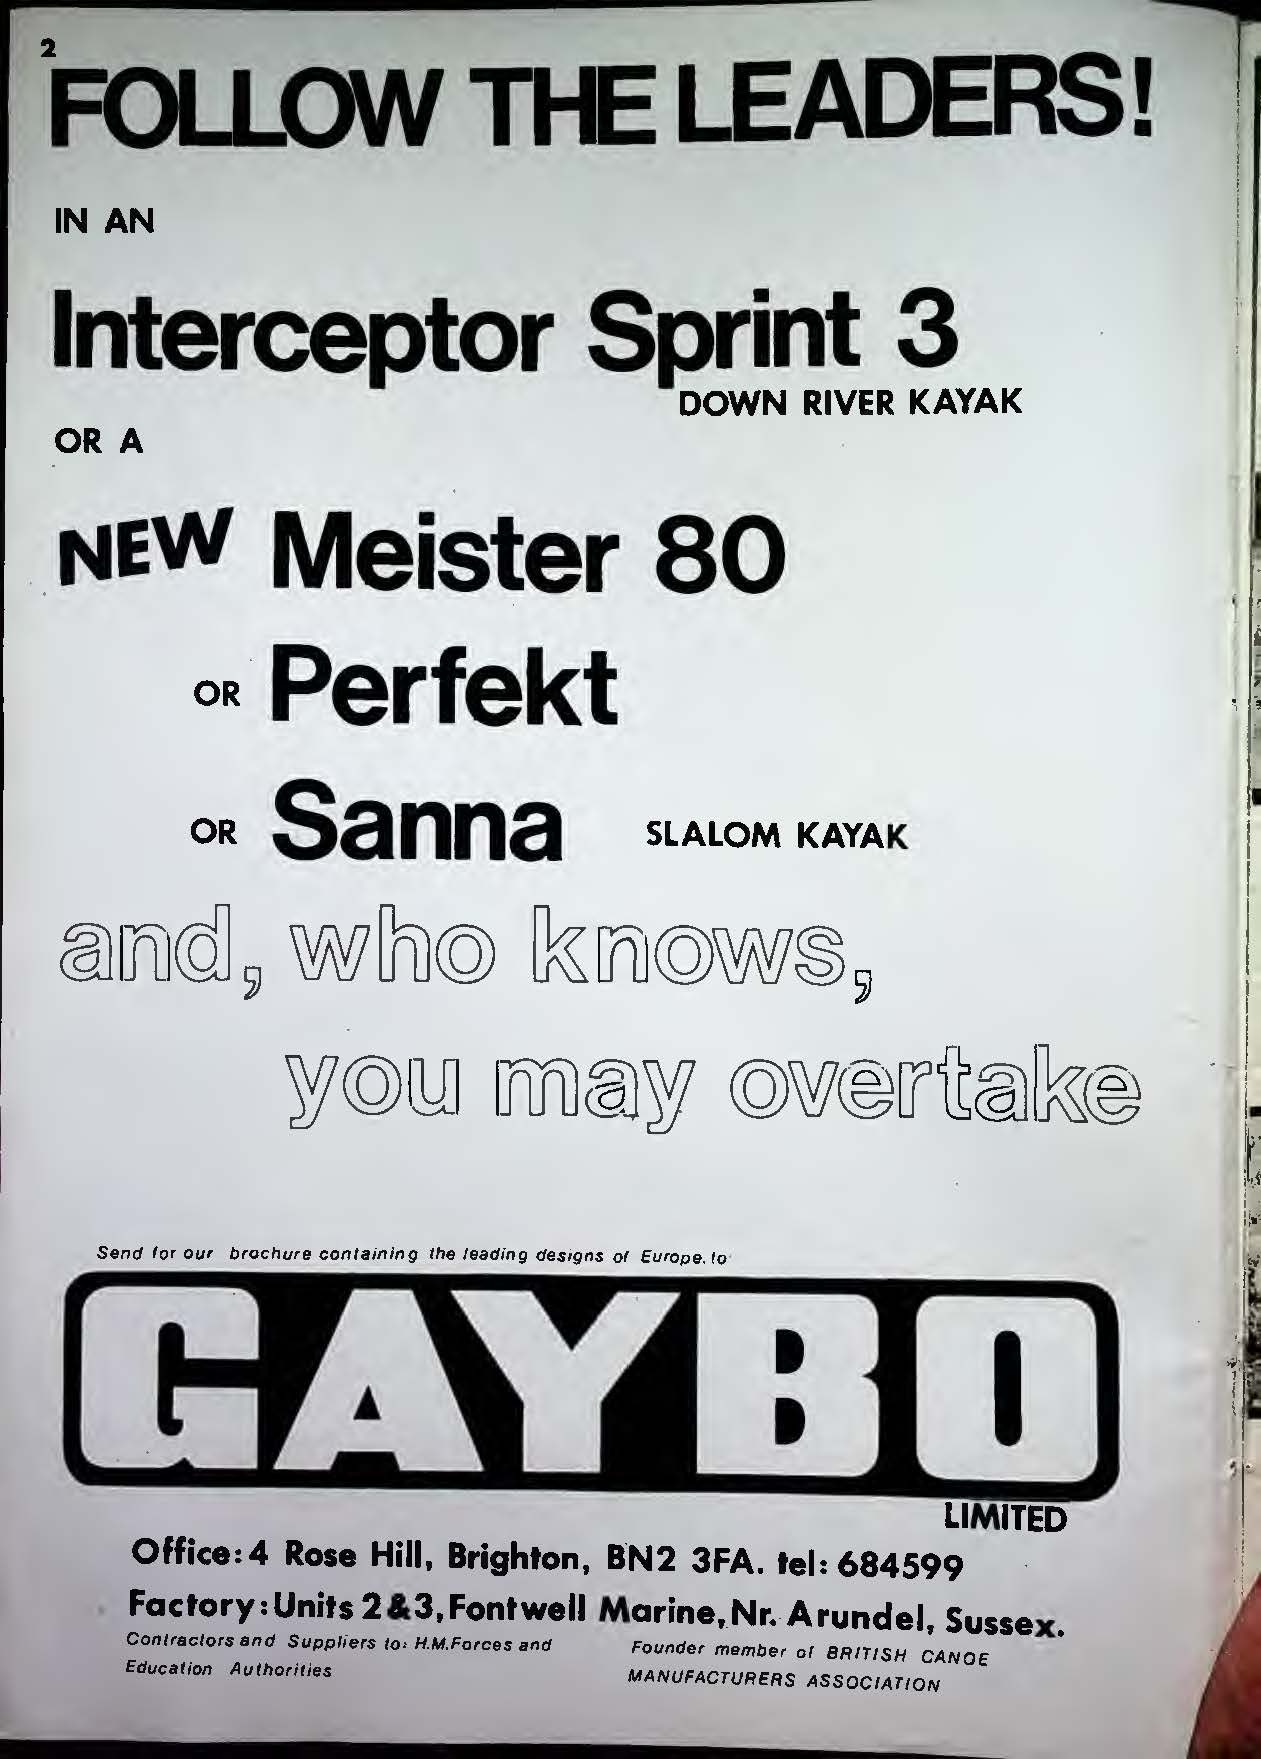 2
FOLLOW THE LEADERS!
IN AN
Interceptor Sprint 3
DOWN RIVER KAYAK
OR A
NEW Meister 80
OR Perfekt
OR Sanna SLALOM KAYAK
and, who knows,
you may overtake
Send for our brochure containing the leading designs of Europe, to
GAYBO
LIMITED
Office: 4 Rose Hill, Brighton, BN2 3FA. tel: 684599
Factory: Units 2 & 3, Fontwell Marine, Nr. Arundel, Sussex.
Contractors and Suppliers to: H.M.Forces and
Education Authorities
Founder member of BRITISH CANOE
MANUFACTURERS ASSOCIATION